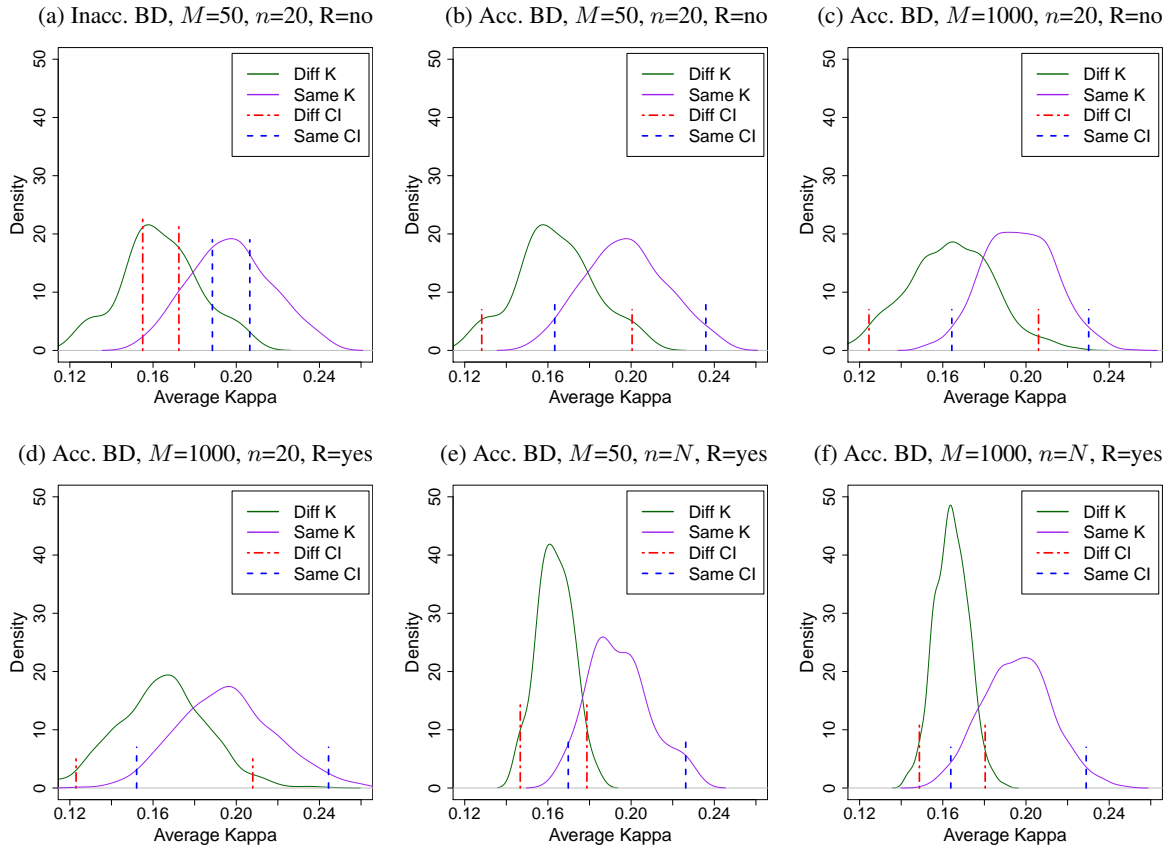 (a) Inacc. BD, M=50, n=20, R=no
Density
0 10 20 30 40 50
Diff K
Same K
Diff CI
Same CI
0.12 0.16 0.20 0.24
Average Kappa
(b) Acc. BD, M=50, n=20, R=no
Density
0 10 20 30 40 50
Diff K
Same K
Diff CI
Same CI
0.12 0.16 0.20 0.24
Average Kappa
(c) Acc. BD, M=1000, n=20, R=no
Density
0 10 20 30 40 50
Diff K
Same K
Diff CI
Same CI
0.12 0.16 0.20 0.24
Average Kappa
(d) Acc. BD, M=1000, n=20, R=yes
Density
0 10 20 30 40 50
Diff K
Same K
Diff CI
Same CI
0.12 0.16 0.20 0.24
Average Kappa
(e) Acc. BD, M=50, n=N, R=yes
Density
0 10 20 30 40 50
Diff K
Same K
Diff CI
Same CI
0.12 0.16 0.20 0.24
Average Kappa
(f) Acc. BD, M=1000, n=N, R=yes
Density
0 10 20 30 40 50
Diff K
Same K
Diff CI
Same CI
0.12 0.16 0.20 0.24
Average Kappa